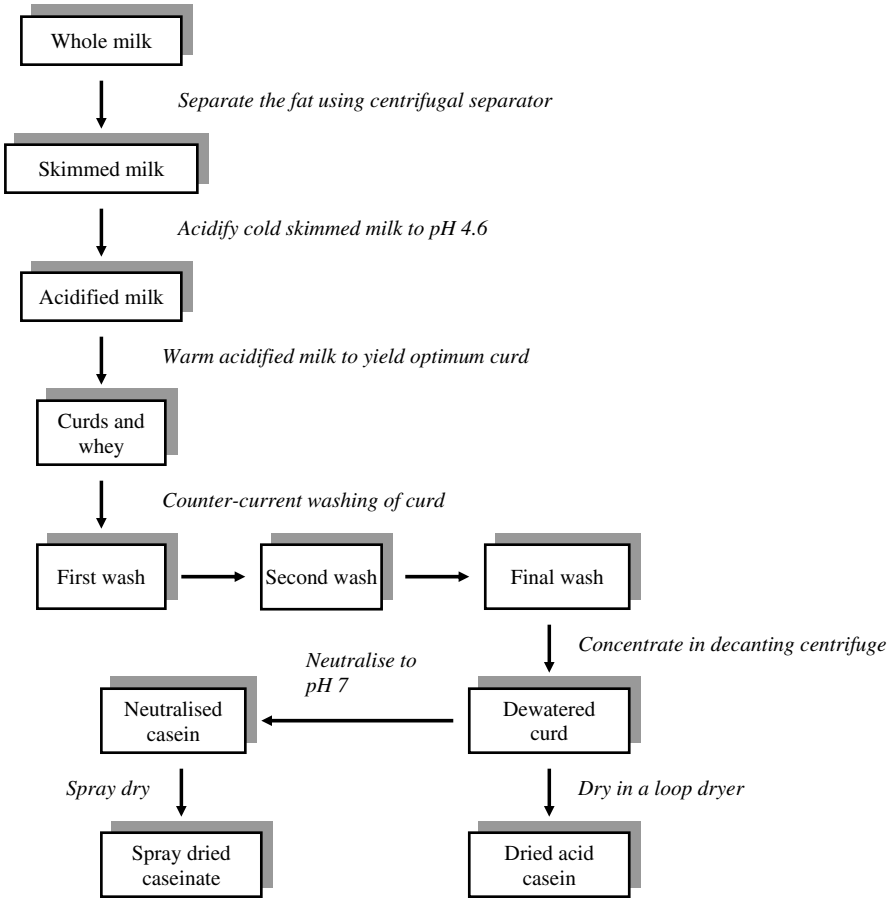 Whole milk
Separate the fat using centrifugal separator
Skimmed milk
Acidify cold skimmed milk to pH 4.6
Acidified milk
Warm acidified milk to yield optimum curd
Curds and
whey
Counter-current washing of curd
First wash
Second wash
Final wash
Concentrate in decanting centrifuge
Neutralise to
pH 7
Neutralised
casein
Dewatered
curd
Spray dry
Dry in a loop dryer
Spray dried
caseinate
Dried acid
casein